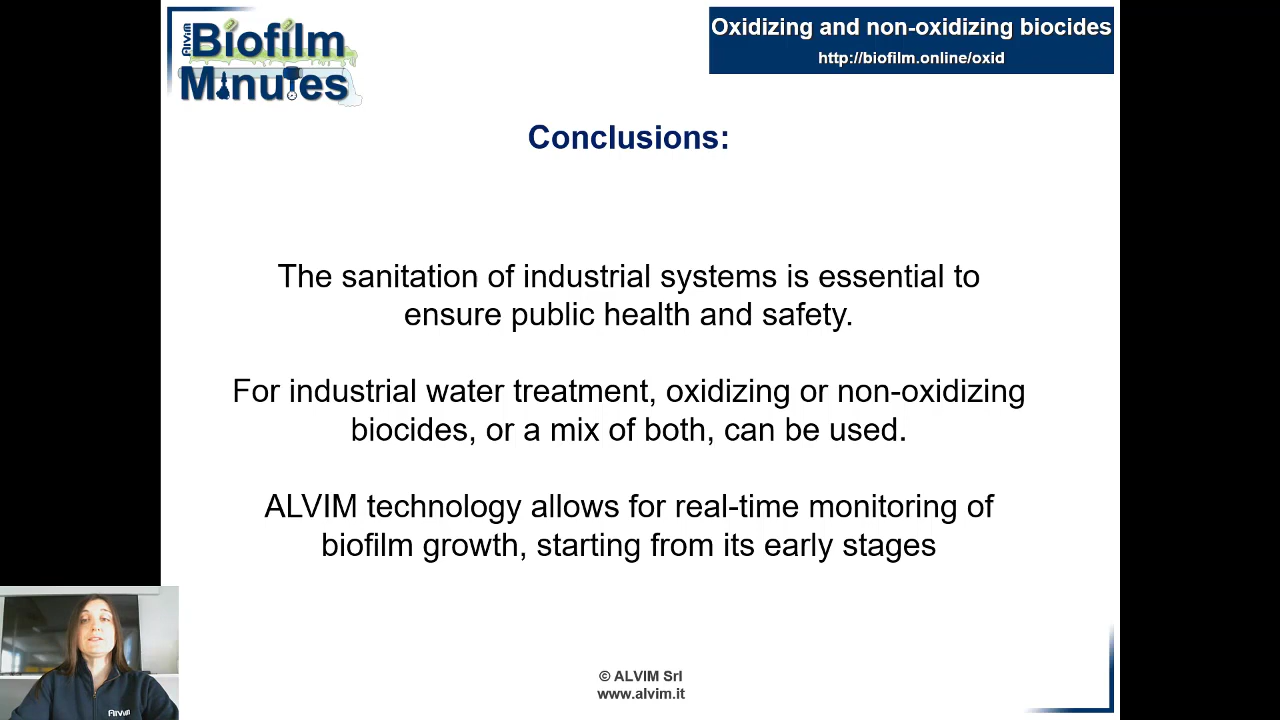 Alvim
Biofilm
Minutes
Oxidizing and non-oxidizing biocides
http://biofilm.online/oxid
Conclusions:
The sanitation of industrial systems is essential to
ensure public health and safety.
For industrial water treatment, oxidizing or non-oxidizing
biocides, or a mix of both, can be used.
ALVIM technology allows for real-time monitoring of
biofilm growth, starting from its early stages
Alvim
© ALVIM Srl
www.alvim.it